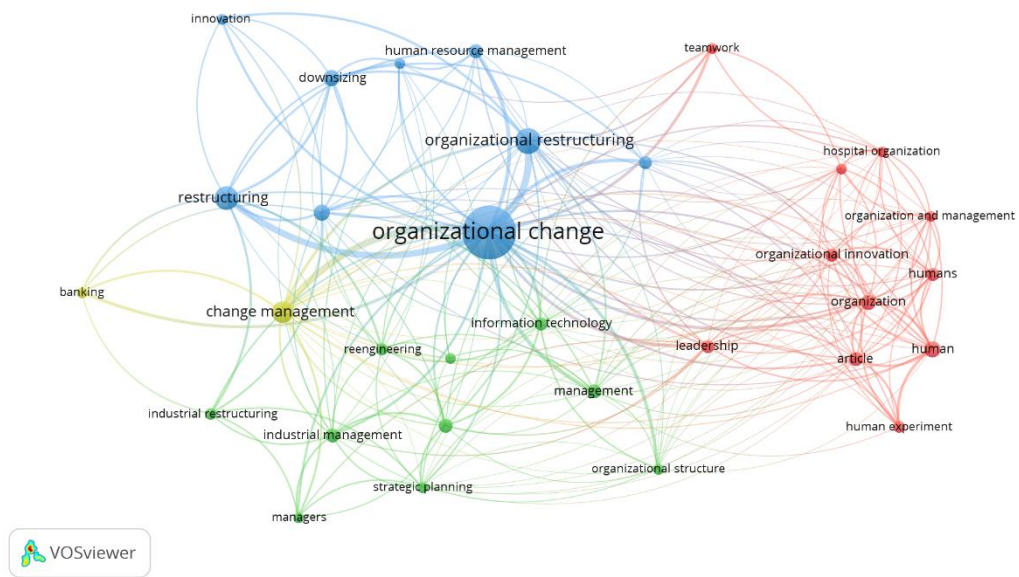 innovation
human resource management
teamwork
downsizing
organizational restructuring
hospital organization
restructuring
organization and management
organizational change
organizational innovation
humans
banking
organization
change management
information technology
reengineering
leadership
human
article
management
industrial restructuring
industrial management
human experiment
organizational structure
strategic planning
managers
VOSviewer